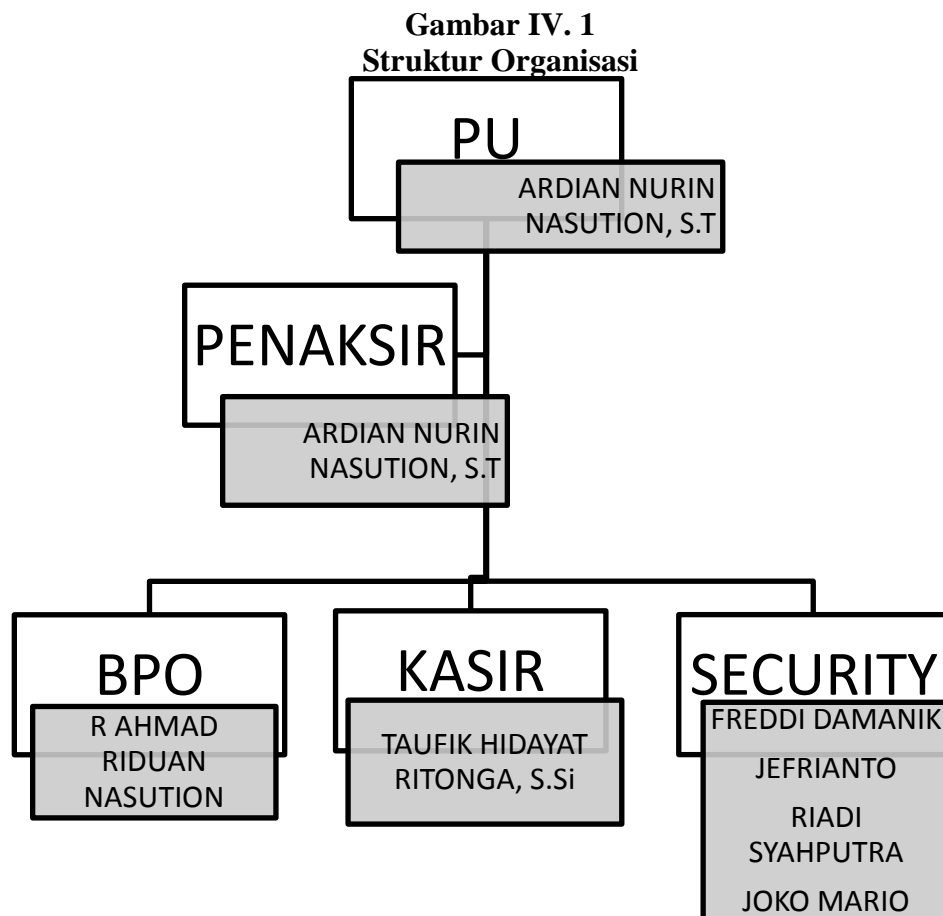 Gambar IV. 1
Struktur Organisasi
PU
ARDIAN NURIN
NASUTION, S.T
PENAKSIR
ARDIAN NURIN
NASUTION, S.T
BPO
R AHMAD
RIDUAN
NASUTION
KASIR
TAUFIK HIDAYAT
RITONGA, S.Si
SECURITY
FREDDI DAMANIK
JEFRIANTO
RIADI
SYAHPUTRA
JOKO MARIO